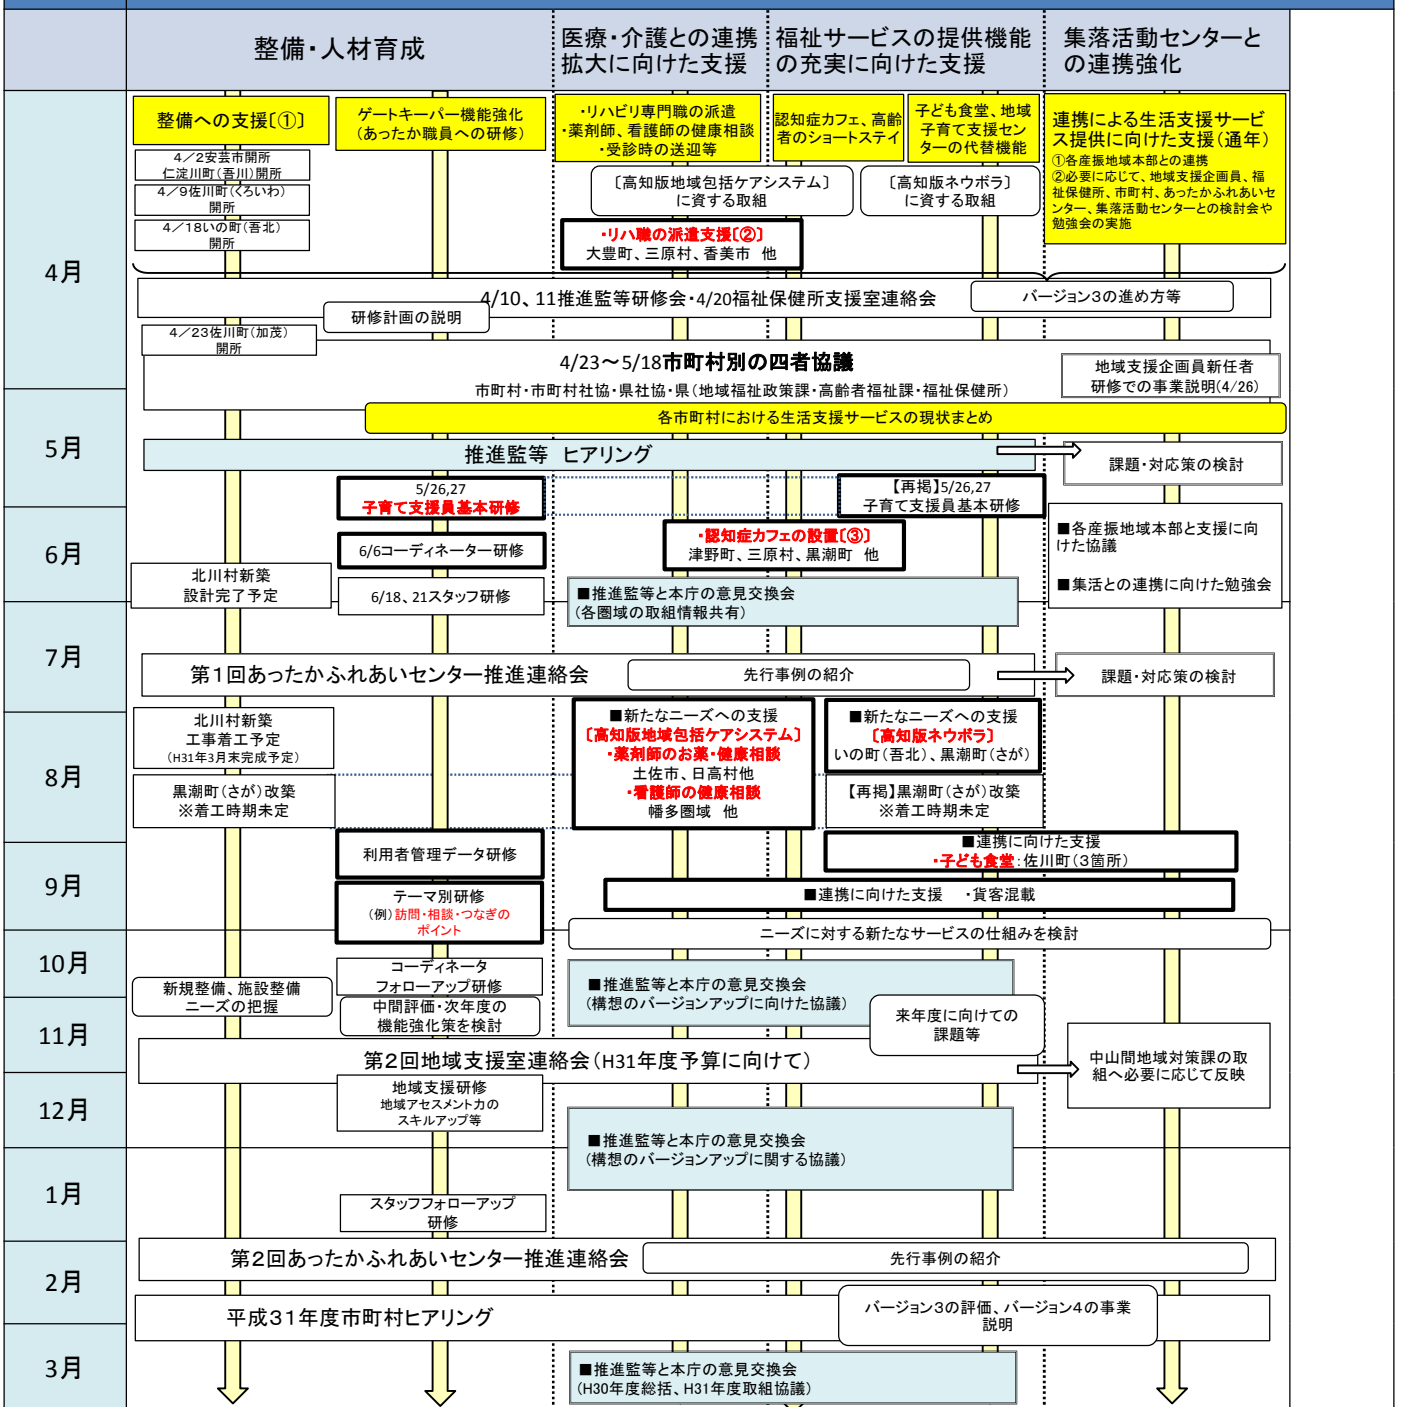 整備・人材育成
医療・介護との連携
拡大に向けた支援
福祉サービスの提供機能
の充実に向けた支援
集落活動センターと
の連携強化
4月
整備への支援〔①〕
ゲートキーパー機能強化
（あったか職員への研修）
・リハビリ専門職の派遣
・薬剤師、看護師の健康相談
・受診時の送迎等
認知症カフェ、高齢
者のショートステイ
子ども食堂、地域
子育て支援セン
ターの代替機能
連携による生活支援サービ
ス提供に向けた支援（通年）
①各産振地域本部との連携
②必要に応じて、地域支援企画員、福
祉保健所、市町村、あったかふれあいセ
ンター、集落活動センターとの検討会や
勉強会の実施
4／2安芸市開所
仁淀川町（吾川）開所
4／9佐川町（くろいわ）
開所
4／18いの町（吾北）
開所
〔高知版地域包括ケアシステム〕
に資する取組
〔高知版ネウボラ〕
に資する取組
・リハ職の派遣支援〔②〕
大豊町、三原村、香美市 他
4/10、11推進監等研修会・4/20福祉保健所支援室連絡会
バージョン3の進め方等
研修計画の説明
4／23佐川町（加茂）
開所
4/23～5/18市町村別の四者協議
市町村・市町村社協・県社協・県（地域福祉政策課・高齢者福祉課・福祉保健所）
地域支援企画員新任者
研修での事業説明(4/26)
5月
各市町村における生活支援サービスの現状まとめ
推進監等 ヒアリング
課題・対応策の検討
5/26,27
子育て支援員基本研修
【再掲】5/26,27
子育て支援員基本研修
6月
6/6コーディネーター研修
・認知症カフェの設置〔③〕
津野町、三原村、黒潮町 他
■各産振地域本部と支援に向
けた協議
■集活との連携に向けた勉強会
北川村新築
設計完了予定
6/18、21スタッフ研修
■推進監等と本庁の意見交換会
（各圏域の取組情報共有）
7月
第1回あったかふれあいセンター推進連絡会
先行事例の紹介
課題・対応策の検討
8月
北川村新築
工事着工予定
（H31年3月末完成予定）
黒潮町（さが）改築
※着工時期未定
■新たなニーズへの支援
〔高知版地域包括ケアシステム〕
・薬剤師のお薬・健康相談
土佐市、日高村他
・看護師の健康相談
幡多圏域 他
■新たなニーズへの支援
〔高知版ネウボラ〕
いの町（吾北）、黒潮町（さが）
【再掲】黒潮町（さが）改築
※着工時期未定
利用者管理データ研修
■連携に向けた支援
・子ども食堂：佐川町（3箇所）
9月
テーマ別研修
（例）訪問・相談・つなぎの
ポイント
■連携に向けた支援 ・貨客混載
ニーズに対する新たなサービスの仕組みを検討
10月
新規整備、施設整備
ニーズの把握
コーディネータ
フォローアップ研修
中間評価・次年度の
機能強化策を検討
■推進監等と本庁の意見交換会
（構想のバージョンアップに向けた協議）
来年度に向けての
課題等
11月
第2回地域支援室連絡会（H31年度予算に向けて）
中山間地域対策課の取
組へ必要に応じて反映
12月
地域支援研修
地域アセスメント力の
スキルアップ等
■推進監等と本庁の意見交換会
（構想のバージョンアップに関する協議）
1月
スタッフフォローアップ
研修
第2回あったかふれあいセンター推進連絡会
先行事例の紹介
2月
平成31年度市町村ヒアリング
バージョン3の評価、バージョン4の事業
説明
3月
■推進監等と本庁の意見交換会
（H30年度総括、H31年度取組協議）